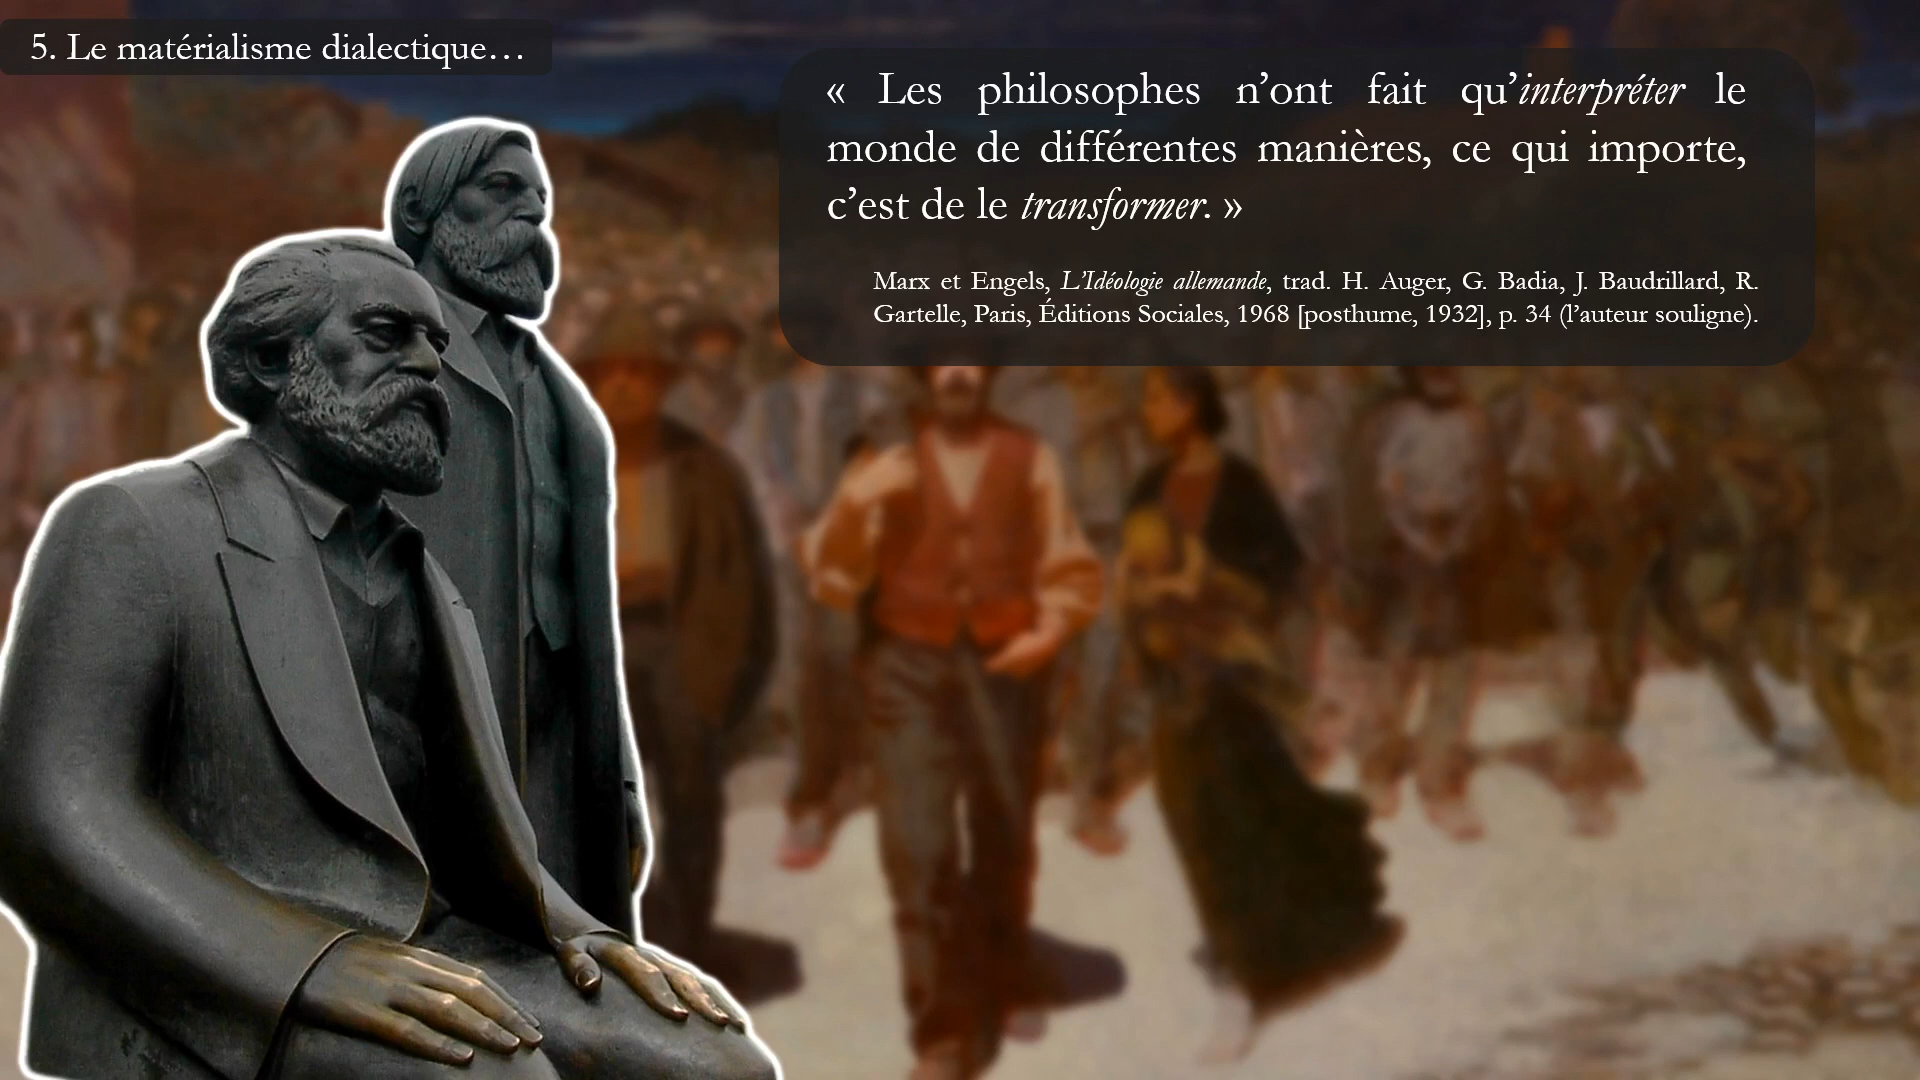 5. Le matérialisme dialectique…
« Les philosophes n’ont fait qu’interpréter le
monde de différentes manières, ce qui importe,
c’est de le transformer. »
Marx et Engels, L’Idéologie allemande, trad. H. Auger, G. Badia, J. Baudrillard, R.
Gartelle, Paris, Éditions Sociales, 1968 [posthume, 1932], p. 34 (l’auteur souligne).